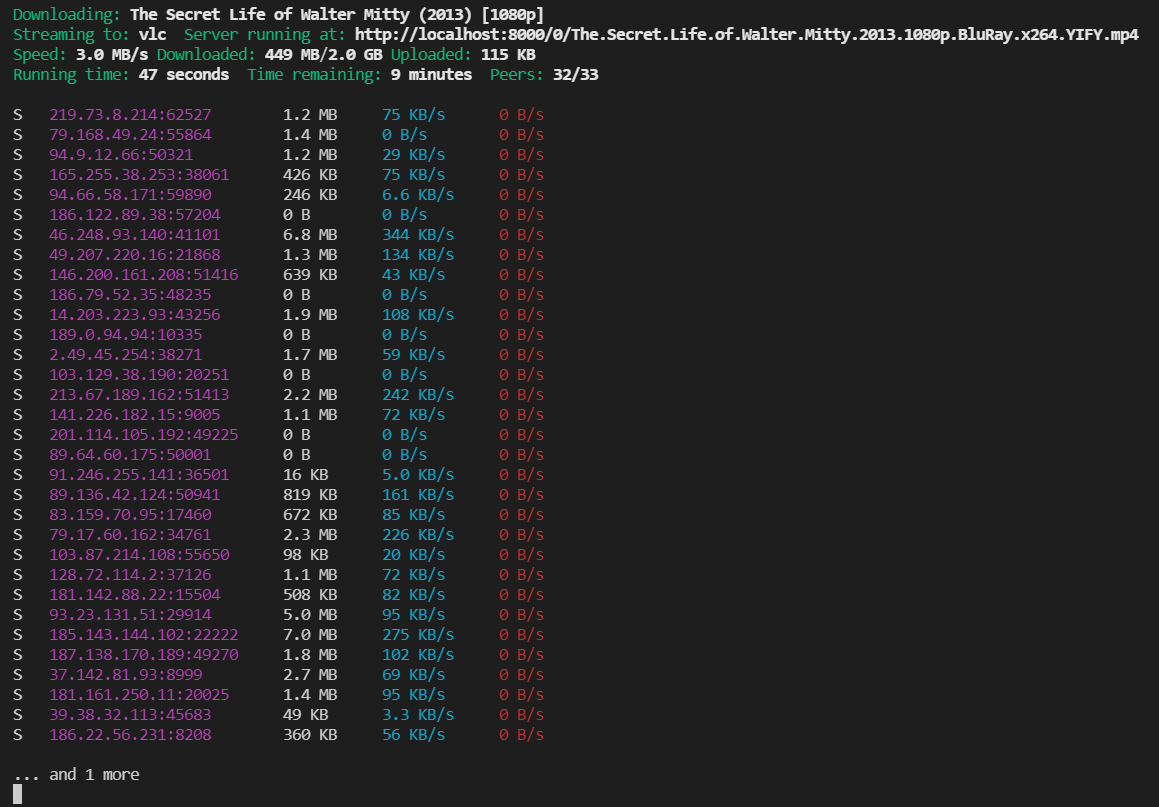 Downloading: The Secret Life of Walter Mitty (2013) [1080p]
Streaming to: vlc  Server running at: http://localhost:8000/0/The.Secret.Life.of.Walter.Mitty.2013.1080p.BluRay.x264.YIFY.mp4
Speed: 3.0 MB/s Downloaded: 449 MB/2.0 GB Uploaded: 115 KB
Running time: 47 seconds  Time remaining: 9 minutes  Peers: 32/33
S 219.73.8.214:62527 1.2 MB 75 KB/s 0 B/s
S 79.168.49.24:55864 1.4 MB 0 B/s 0 B/s
S 94.9.12.66:50321 1.2 MB 29 KB/s 0 B/s
S 165.255.38.253:38061 426 KB 75 KB/s 0 B/s
S 94.66.58.171:59890 246 KB 6.6 KB/s 0 B/s
S 186.122.89.38:57204 0 B 0 B/s 0 B/s
S 46.248.93.140:41101 6.8 MB 344 KB/s 0 B/s
S 49.207.220.16:21868 1.3 MB 134 KB/s 0 B/s
S 146.200.161.208:51416 639 KB 43 KB/s 0 B/s
S 186.79.52.35:48235 0 B 0 B/s 0 B/s
S 14.203.223.93:43256 1.9 MB 108 KB/s 0 B/s
S 189.0.94.94:10335 0 B 0 B/s 0 B/s
S 2.49.45.254:38271 1.7 MB 59 KB/s 0 B/s
S 103.129.38.190:20251 0 B 0 B/s 0 B/s
S 213.67.189.162:51413 2.2 MB 242 KB/s 0 B/s
S 141.226.182.15:9005 1.1 MB 72 KB/s 0 B/s
S 201.114.105.192:49225 0 B 0 B/s 0 B/s
S 89.64.60.175:50001 0 B 0 B/s 0 B/s
S 91.246.255.141:36501 16 KB 5.0 KB/s 0 B/s
S 89.136.42.124:50941 819 KB 161 KB/s 0 B/s
S 83.159.70.95:17460 672 KB 85 KB/s 0 B/s
S 79.17.60.162:34761 2.3 MB 226 KB/s 0 B/s
S 103.87.214.108:55650 98 KB 20 KB/s 0 B/s
S 128.72.114.2:37126 1.1 MB 72 KB/s 0 B/s
S 181.142.88.22:15504 508 KB 82 KB/s 0 B/s
S 93.23.131.51:29914 5.0 MB 95 KB/s 0 B/s
S 185.143.144.102:22222 7.0 MB 275 KB/s 0 B/s
S 187.138.170.189:49270 1.8 MB 102 KB/s 0 B/s
S 37.142.81.93:8999 2.7 MB 69 KB/s 0 B/s
S 181.161.250.11:20025 1.4 MB 95 KB/s 0 B/s
S 39.38.32.113:45683 49 KB 3.3 KB/s 0 B/s
S 186.22.56.231:8208 360 KB 56 KB/s 0 B/s
... and 1 more